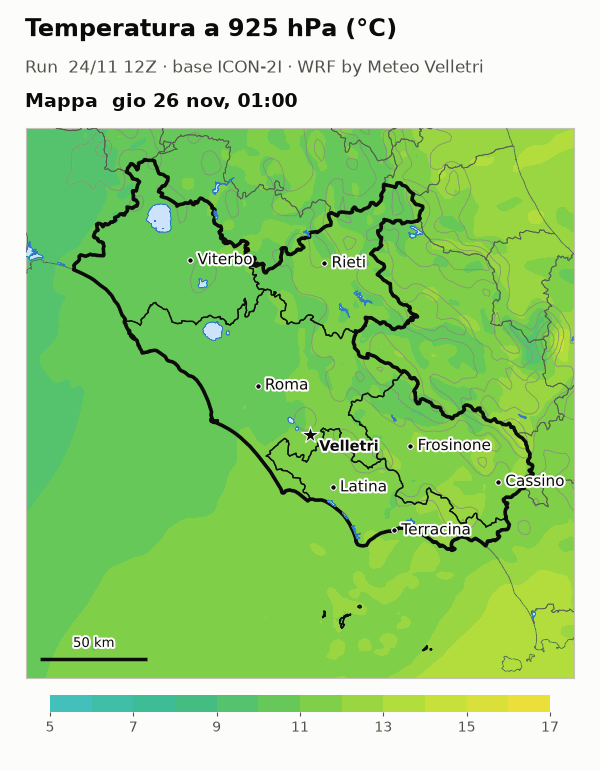 Temperatura a 925 hPa (°C)
Run  24/11 12Z · base ICON-2I · WRF by Meteo Velletri
Mappa  gio 26 nov, 01:00
Viterbo
Rieti
Roma
Velletri
Frosinone
Latina
Cassino
Terracina
50 km
5 7 9 11 13 15 17